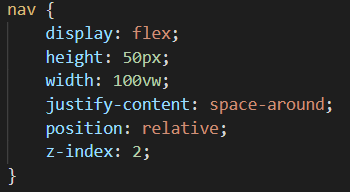 nav {
    display: flex;
    height: 50px;
    width: 100vw;
    justify-content: space-around;
    position: relative;
    z-index: 2;
}